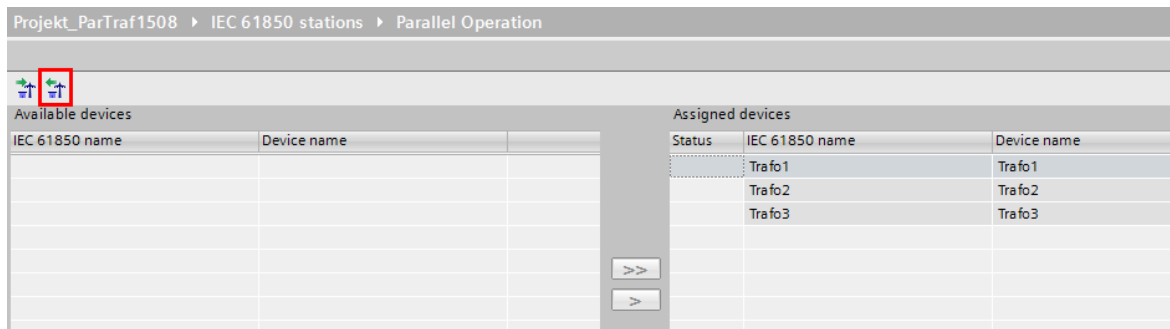 Projekt_ParTraf1508 ▸ IEC 61850 stations ▸ Parallel Operation
Available devices
IEC 61850 name Device name
Assigned devices
Status IEC 61850 name Device name
Trafo1 Trafo1
Trafo2 Trafo2
Trafo3 Trafo3
>>
>